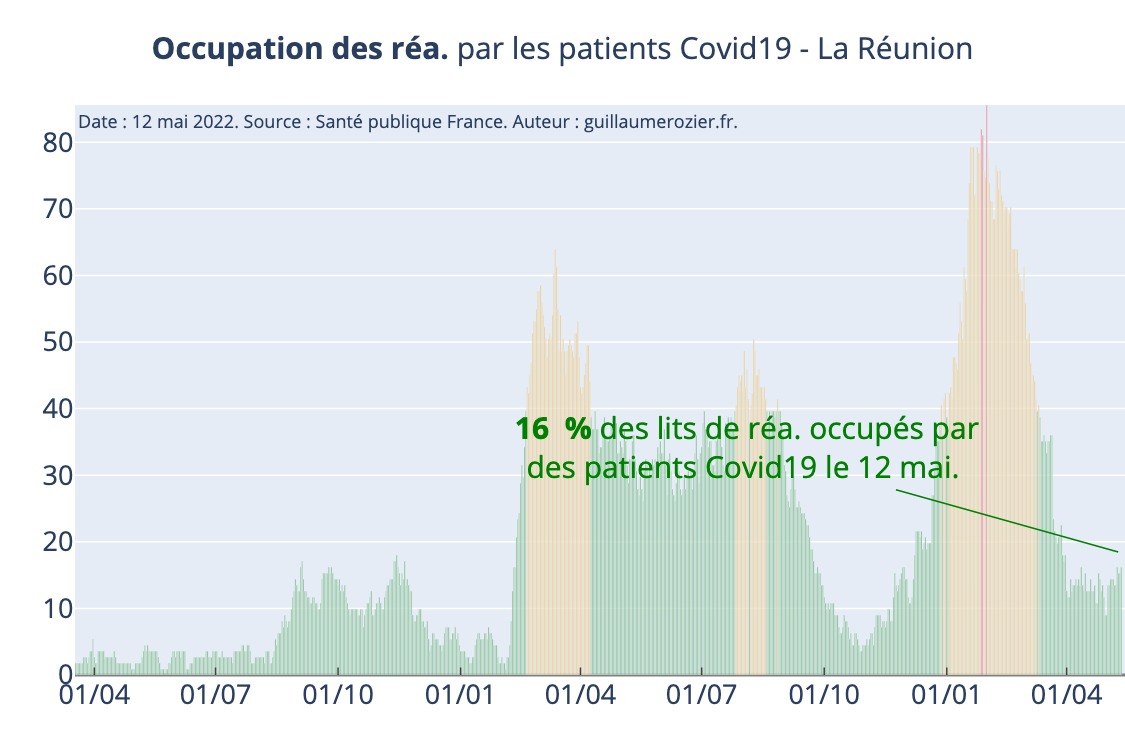 Occupation des réa. par les patients Covid19 - La Réunion
Date : 12 mai 2022. Source : Santé publique France. Auteur : guillaumerozier.fr.
80
70
60
50
40
16 % des lits de réa. occupés par
des patients Covid19 le 12 mai.
30
20
10
0
01/04 01/07 01/10 01/01 01/04 01/07 01/10 01/01 01/04